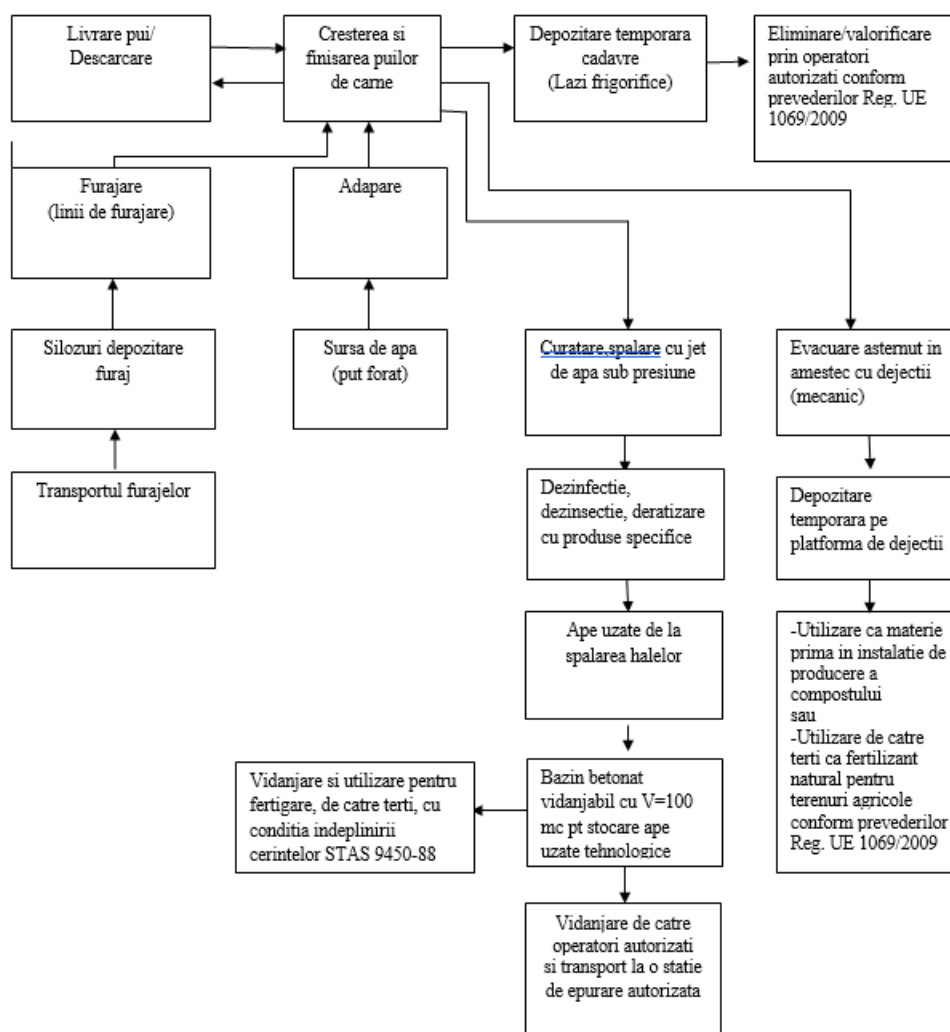 Livrare pui/
Descarcare
Cresterea si
finisarea puilor
de carne
Depozitare temporara
cadavre
(Lazi frigorifice)
Eliminare/valorificare
prin operatori
autorizati conform
prevederilor Reg. UE
1069/2009
Furajare
(linii de furajare)
Adapare
Silozuri depozitare
furaj
Sursa de apa
(put forat)
Curatare,spalare cu jet
de apa sub presiune
Evacuare asternut in
amestec cu dejectii
(mecanic)
Transportul furajelor
Dezinfectie,
dezinsectie, deratizare
cu produse specifice
Depozitare
temporara pe
platforma de dejectii
Ape uzate de la
spalarea halelor
-Utilizare ca materie
prima in instalatie de
producere a
compostului
sau
-Utilizare de catre
terti ca fertilizant
natural pentru
terenuri agricole
conform prevederilor
Reg. UE 1069/2009
Vidanjare si utilizare pentru
fertigare, de catre terti, cu
conditia indeplinirii
cerintelor STAS 9450-88
Bazin betonat
vidanjabil cu V=100
mc pt stocare ape
uzate tehnologice
Vidanjare de catre
operatori autorizati
si transport la o statie
de epurare autorizata